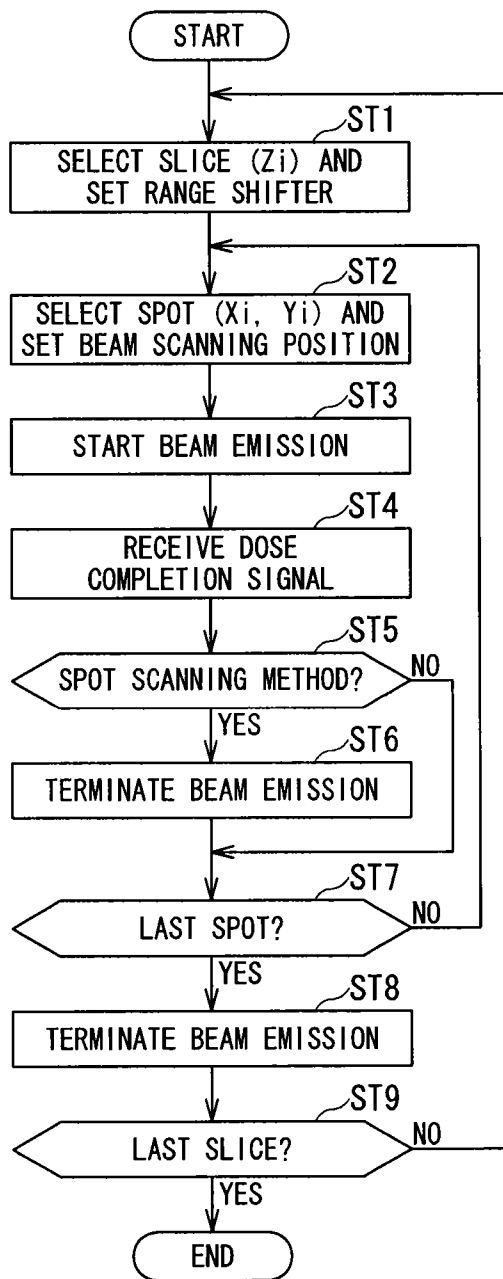 START
ST1
SELECT SLICE (Zi) AND
SET RANGE SHIFTER
ST2
SELECT SPOT (Xi, Yi) AND
SET BEAM SCANNING POSITION
ST3
START BEAM EMISSION
ST4
RECEIVE DOSE
COMPLETION SIGNAL
ST5
SPOT SCANNING METHOD?
NO
YES
ST6
TERMINATE BEAM EMISSION
ST7
LAST SPOT?
NO
YES
ST8
TERMINATE BEAM EMISSION
ST9
LAST SLICE?
NO
YES
END